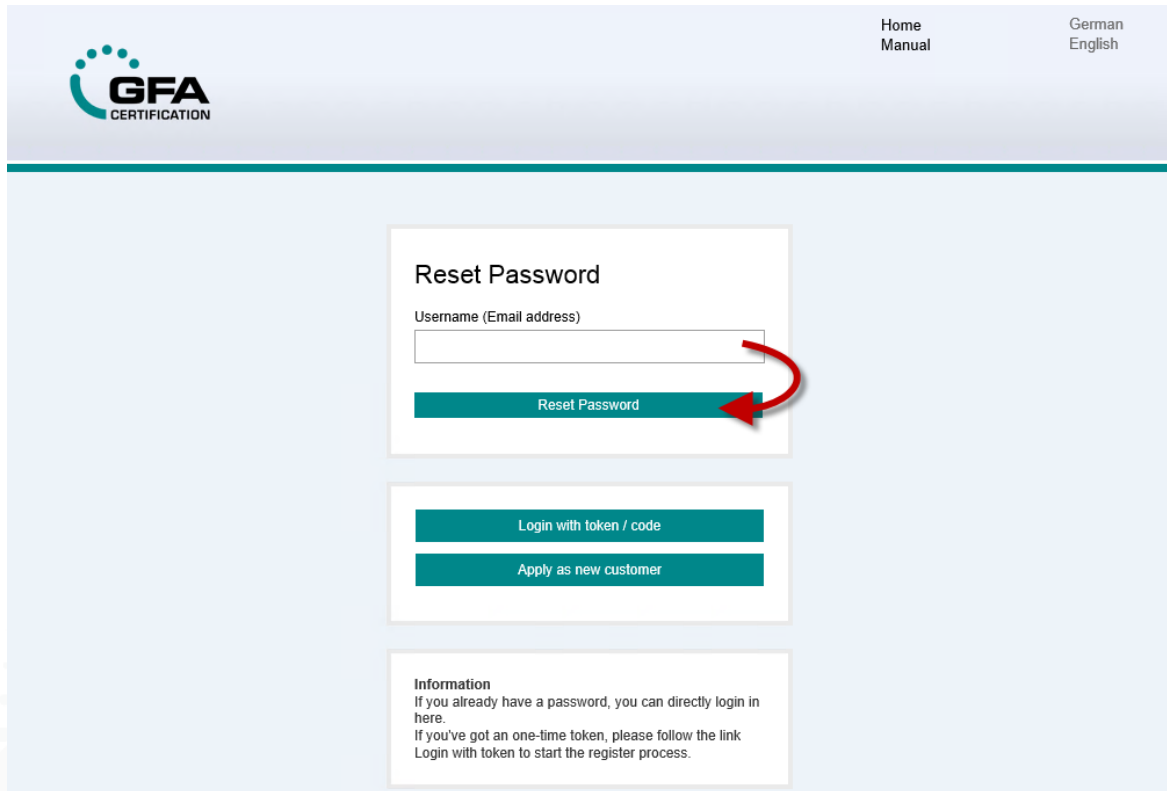 Home
Manual
German
English
GFA
CERTIFICATION
Reset Password
Username (Email address)
Reset Password
Login with token / code
Apply as new customer
Information
If you already have a password, you can directly login in
here.
If you've got an one-time token, please follow the link
Login with token to start the register process.